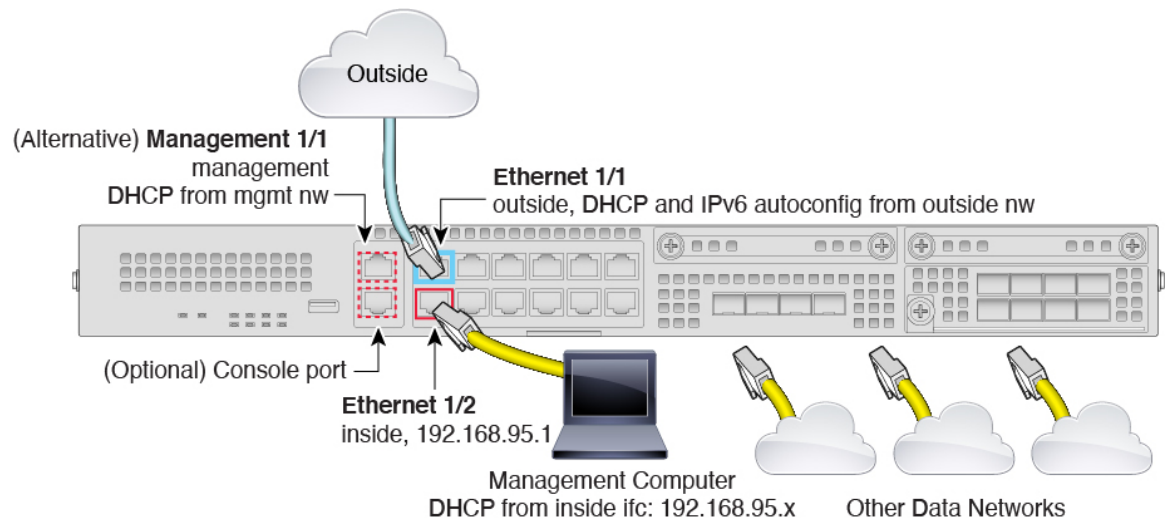 Outside
(Alternative) Management 1/1
management
DHCP from mgmt nw
Ethernet 1/1
outside, DHCP and IPv6 autoconfig from outside nw
(Optional) Console port
Ethernet 1/2
inside, 192.168.95.1
Management Computer
DHCP from inside ifc: 192.168.95.x
Other Data Networks